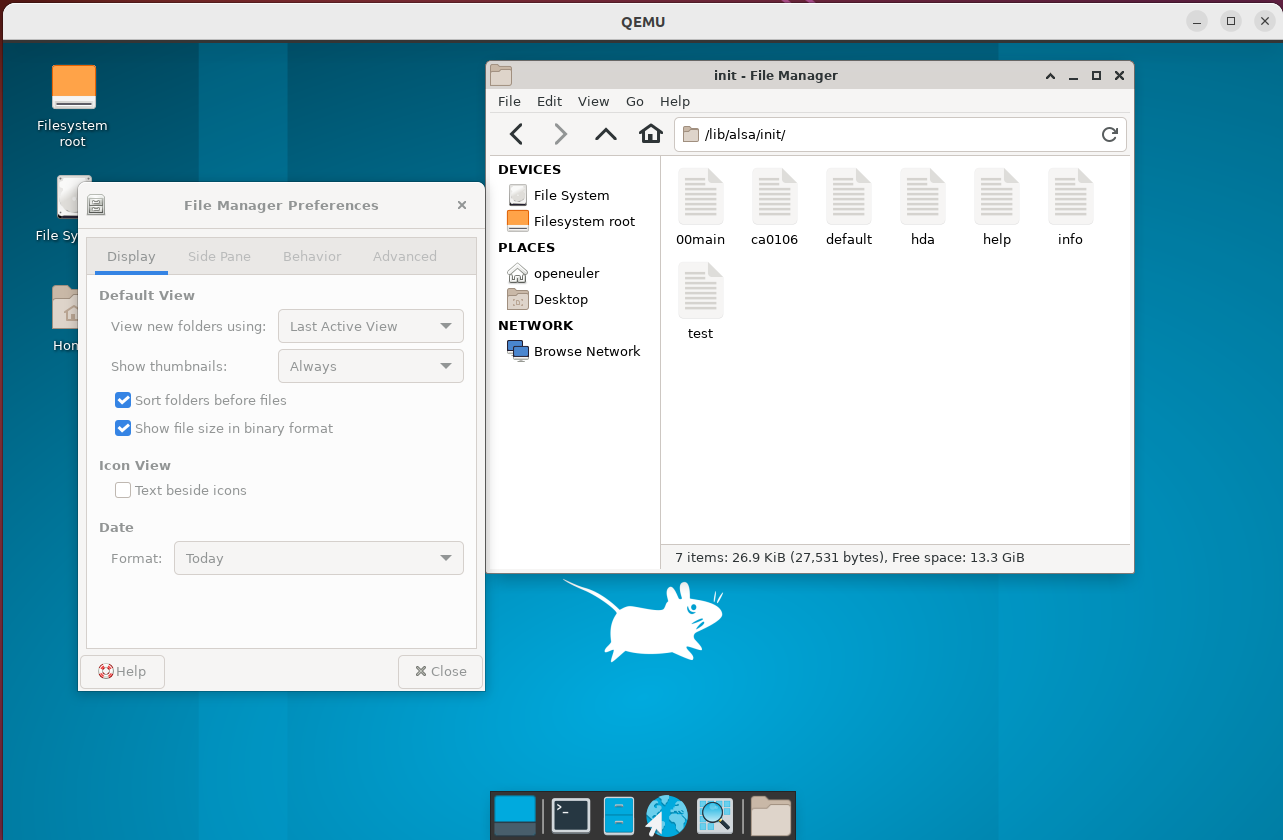 QEMU
Filesystem
root
File Sy
Hon
File Manager Preferences
Display Side Pane Behavior Advanced
Default View
View new folders using: Last Active View
Show thumbnails: Always
Sort folders before files
Show file size in binary format
Icon View
Text beside icons
Date
Format: Today
Help Close
init - File Manager
File Edit View Go Help
/lib/alsa/init/
DEVICES
File System
Filesystem root
PLACES
openeuler
Desktop
NETWORK
Browse Network
00main ca0106 default hda help info
test
7 items: 26.9 KiB (27,531 bytes), Free space: 13.3 GiB